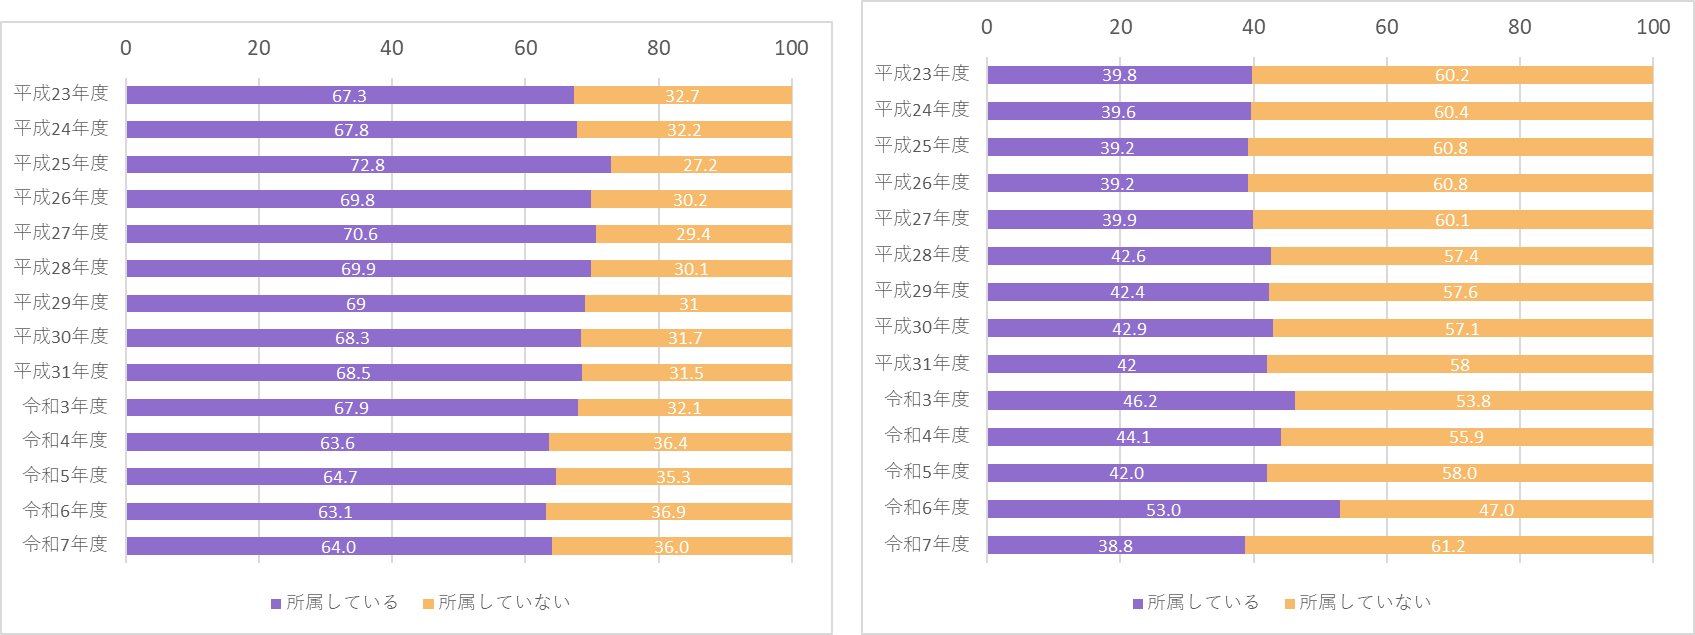 0 20 40 60 80 100
平成23年度 67.3 32.7
平成24年度 67.8 32.2
平成25年度 72.8 27.2
平成26年度 69.8 30.2
平成27年度 70.6 29.4
平成28年度 69.9 30.1
平成29年度 69 31
平成30年度 68.3 31.7
平成31年度 68.5 31.5
令和3年度 67.9 32.1
令和4年度 63.6 36.4
令和5年度 64.7 35.3
令和6年度 63.1 36.9
令和7年度 64.0 36.0
所属している 所属していない
0 20 40 60 80 100
平成23年度 39.8 60.2
平成24年度 39.6 60.4
平成25年度 39.2 60.8
平成26年度 39.2 60.8
平成27年度 39.9 60.1
平成28年度 42.6 57.4
平成29年度 42.4 57.6
平成30年度 42.9 57.1
平成31年度 42 58
令和3年度 46.2 53.8
令和4年度 44.1 55.9
令和5年度 42.0 58.0
令和6年度 53.0 47.0
令和7年度 38.8 61.2
所属している 所属していない